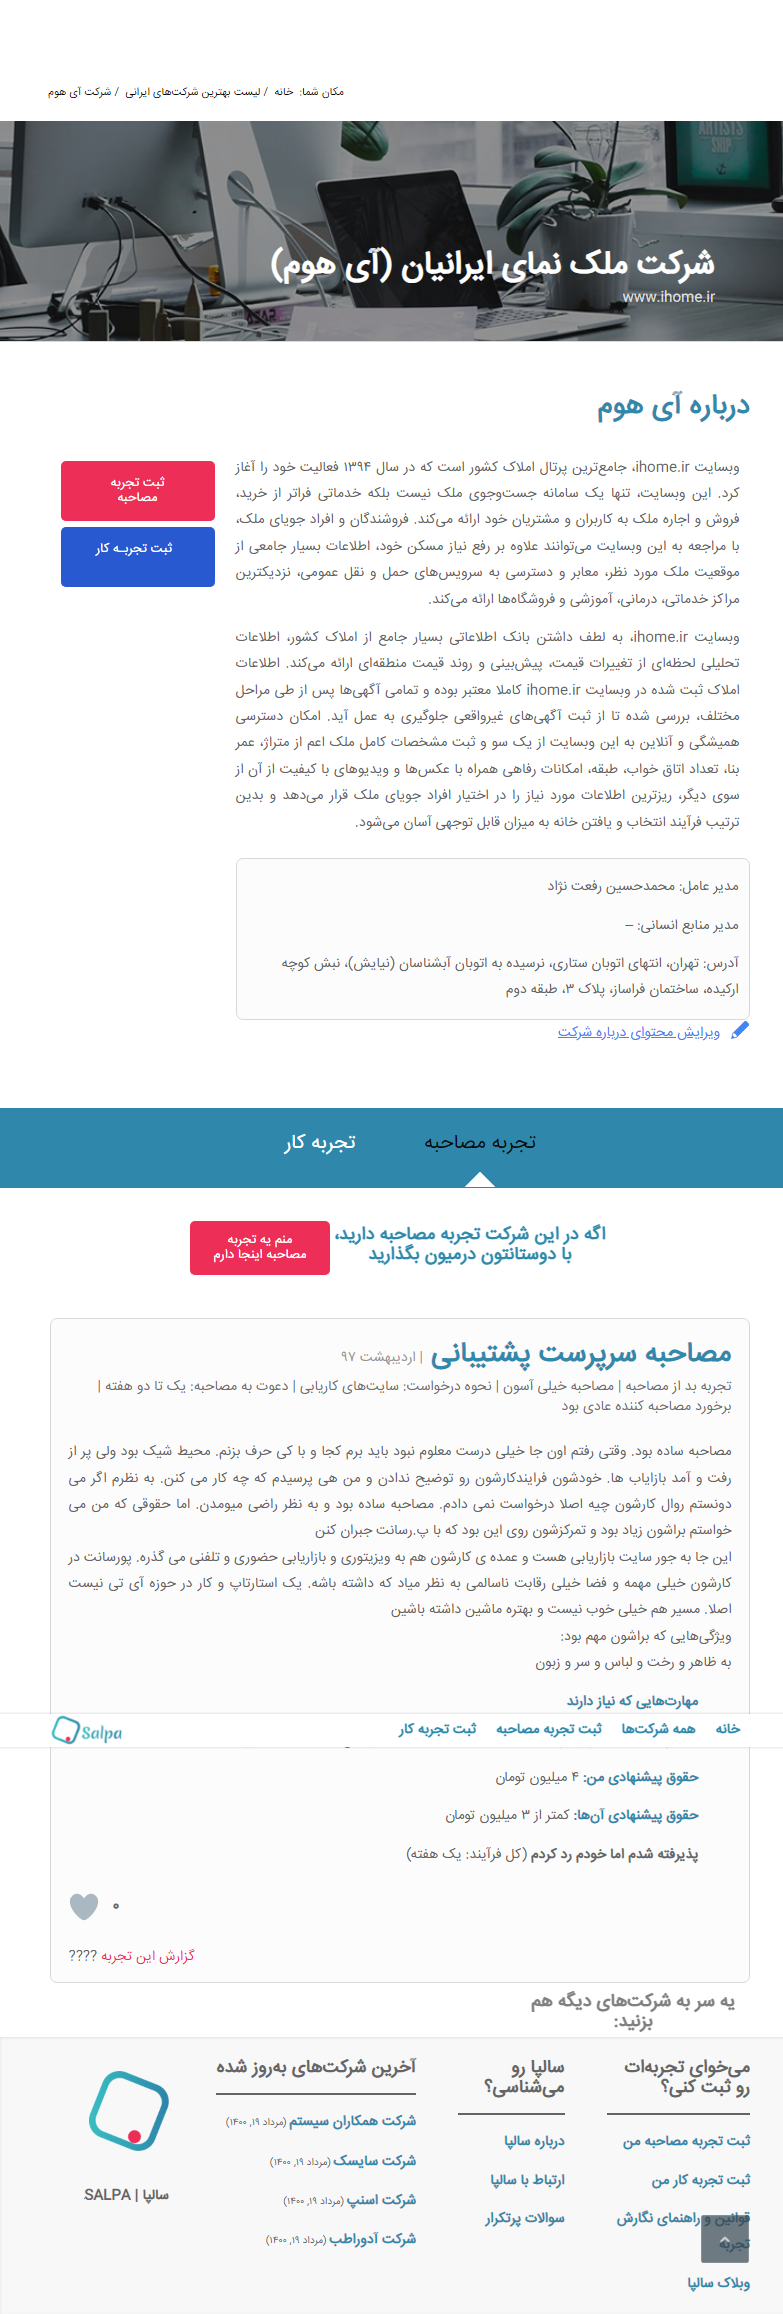 مکان شما: خانه / لیست بهترین شرکت‌های ایرانی / شرکت آی هوم
ARTISTS
SHIP
شرکت ملک نمای ایرانیان (آی هوم)
www.ihome.ir
درباره آی هوم
وبسایت ihome.ir، جامع‌ترین پرتال املاک کشور است که در سال ۱۳۹۴ فعالیت خود را آغاز
کرد. این وبسایت، تنها یک سامانه جست‌وجوی ملک نیست بلکه خدماتی فراتر از خرید،
فروش و اجاره ملک به کاربران و مشتریان خود ارائه می‌کند. فروشندگان و افراد جویای ملک،
با مراجعه به این وبسایت می‌توانند علاوه بر رفع نیاز مسکن خود، اطلاعات بسیار جامعی از
موقعیت ملک مورد نظر، معابر و دسترسی به سرویس‌های حمل و نقل عمومی، نزدیکترین
مراکز خدماتی، درمانی، آموزشی و فروشگاه‌ها ارائه می‌کند.
وبسایت ihome.ir، به لطف داشتن بانک اطلاعاتی بسیار جامع از املاک کشور، اطلاعات
تحلیلی لحظه‌ای از تغییرات قیمت، پیش‌بینی و روند قیمت منطقه‌ای ارائه می‌کند. اطلاعات
املاک ثبت شده در وبسایت ihome.ir کاملا معتبر بوده و تمامی آگهی‌ها پس از طی مراحل
مختلف، بررسی شده تا از ثبت آگهی‌های غیرواقعی جلوگیری به عمل آید. امکان دسترسی
همیشگی و آنلاین به این وبسایت از یک سو و ثبت مشخصات کامل ملک اعم از متراژ، عمر
بنا، تعداد اتاق خواب، طبقه، امکانات رفاهی همراه با عکس‌ها و ویدیوهای با کیفیت از آن از
سوی دیگر، ریزترین اطلاعات مورد نیاز را در اختیار افراد جویای ملک قرار می‌دهد و بدین
ترتیب فرآیند انتخاب و یافتن خانه به میزان قابل توجهی آسان می‌شود.
ثبت تجربه
مصاحبه
ثبت تجربـه کار
مدیر عامل: محمدحسین رفعت نژاد
مدیر منابع انسانی: –
آدرس: تهران، انتهای اتوبان ستاری، نرسیده به اتوبان آبشناسان (نیایش)، نبش کوچه
ارکیده، ساختمان فراساز، پلاک ۳، طبقه دوم
ویرایش محتوای درباره شرکت
تجربه مصاحبه
تجربه کار
اگه در این شرکت تجربه مصاحبه دارید،
با دوستانتون درمیون بگذارید
منم یه تجربه
مصاحبه اینجا دارم
مصاحبه سرپرست پشتیبانی | اردیبهشت ۹۷
تجربه بد از مصاحبه | مصاحبه خیلی آسون | نحوه درخواست: سایت‌های کاریابی | دعوت به مصاحبه: یک تا دو هفته |
برخورد مصاحبه کننده عادی بود
مصاحبه ساده بود. وقتی رفتم اون جا خیلی درست معلوم نبود باید برم کجا و با کی حرف بزنم. محیط شیک بود ولی پر از
رفت و آمد بازایاب ها. خودشون فرایندکارشون رو توضیح ندادن و من هی پرسیدم که چه کار می کنن. به نظرم اگر می
دونستم روال کارشون چیه اصلا درخواست نمی دادم. مصاحبه ساده بود و به نظر راضی میومدن. اما حقوقی که من می
خواستم براشون زیاد بود و تمرکزشون روی این بود که با پ.رسانت جبران کنن
این جا به جور سایت بازاریابی هست و عمده ی کارشون هم به ویزیتوری و بازاریابی حضوری و تلفنی می گذره. پورسانت در
کارشون خیلی مهمه و فضا خیلی رقابت ناسالمی به نظر میاد که داشته باشه. یک استارتاپ و کار در حوزه آی تی نیست
اصلا. مسیر هم خیلی خوب نیست و بهتره ماشین داشته باشین
ویژگی‌هایی که براشون مهم بود:
به ظاهر و رخت و لباس و سر و زبون
مهارت‌هایی که نیاز دارند
خانه همه شرکت‌ها ثبت تجربه مصاحبه ثبت تجربه کار
Salpa
حقوق پیشنهادی من: ۴ میلیون تومان
حقوق پیشنهادی آن‌ها: کمتر از ۳ میلیون تومان
پذیرفته شدم اما خودم رد کردم (کل فرآیند: یک هفته)
۰
گزارش این تجربه ????
یه سر به شرکت‌های دیگه هم
بزنید:
می‌خوای تجربه‌ات
رو ثبت کنی؟
ثبت تجربه مصاحبه من
ثبت تجربه کار من
قوانین و راهنمای نگارش
تجربه
وبلاگ سالپا
سالپا رو
می‌شناسی؟
درباره سالپا
ارتباط با سالپا
سوالات پرتکرار
آخرین شرکت‌های به‌روز شده
شرکت همکاران سیستم (مرداد ۱۹, ۱۴۰۰)
شرکت سایسک (مرداد ۱۹, ۱۴۰۰)
شرکت اسنپ (مرداد ۱۹, ۱۴۰۰)
شرکت آدوراطب (مرداد ۱۹, ۱۴۰۰)
سالپا | SALPA